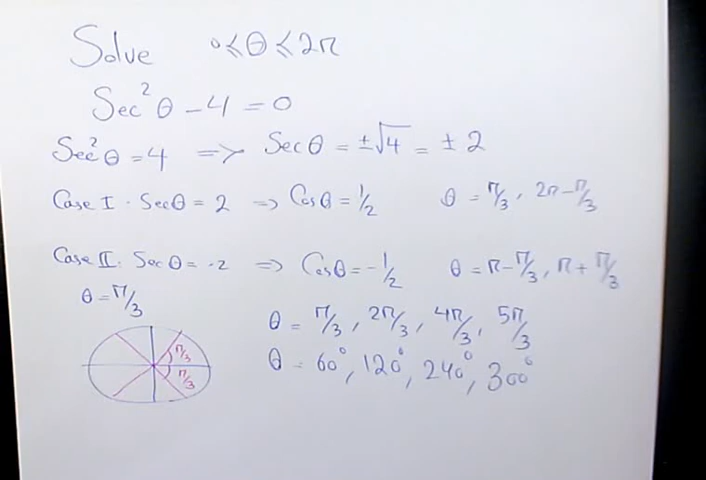 Solve 0≤θ≤2π
Sec²θ-4=0
Sec²θ=4 => Secθ=±√4=±2
Case I. Secθ=2 => Cosθ=1/2 θ=π/3, 2π-π/3
Case II. Secθ=-2 => Cosθ=-1/2 θ=π-π/3, π+π/3
θ=π/3
θ=π/3, 2π/3, 4π/3, 5π/3
θ=60°, 120°, 240°, 300°
π/3
π/3